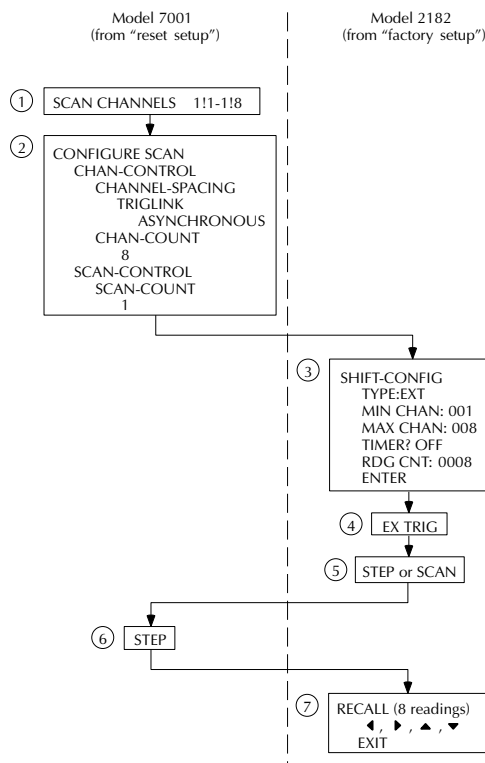 Model 7001
(from “reset setup”)
Model 2182
(from “factory setup”)
1 SCAN CHANNELS 1!1-1!8
2
CONFIGURE SCAN
CHAN-CONTROL
CHANNEL-SPACING
TRIGLINK
ASYNCHRONOUS
CHAN-COUNT
8
SCAN-CONTROL
SCAN-COUNT
1
3
SHIFT-CONFIG
TYPE:EXT
MIN CHAN: 001
MAX CHAN: 008
TIMER? OFF
RDG CNT: 0008
ENTER
4 EX TRIG
5 STEP or SCAN
6 STEP
7
RECALL (8 readings)
◀ , ▶ , ▲ , ▼
EXIT